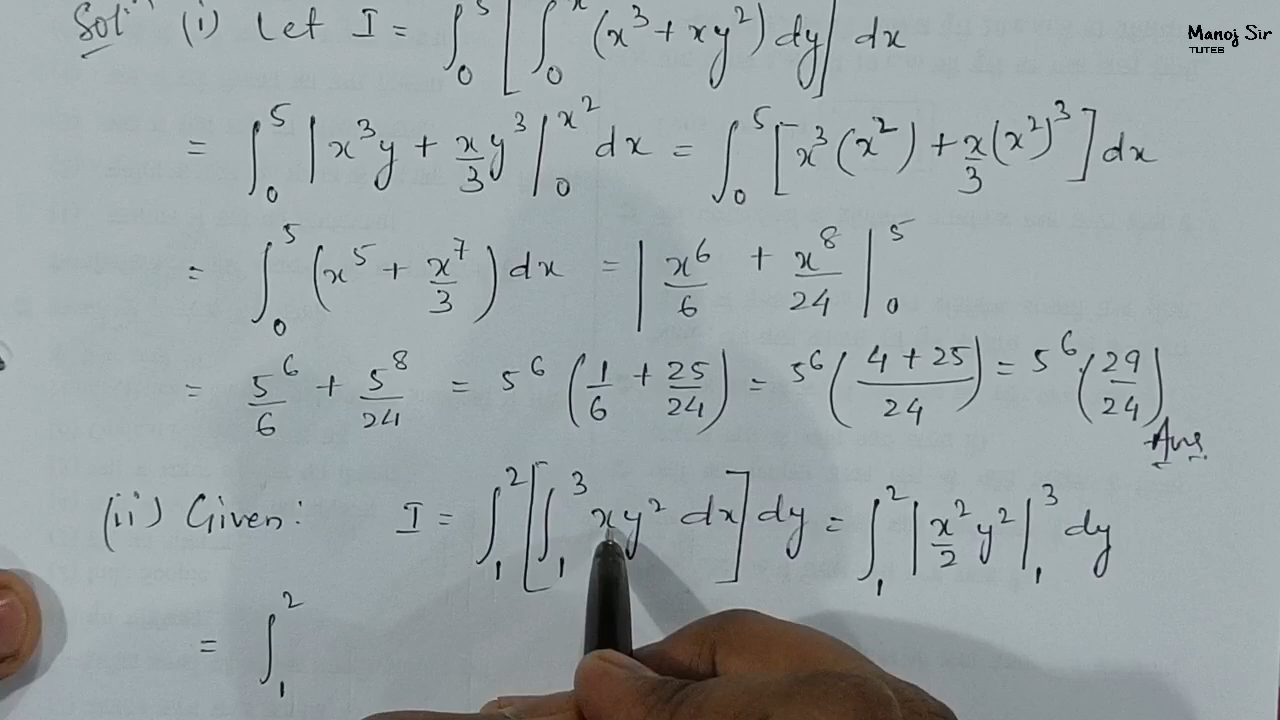 Manoj Sir
TUTES
Sol! (i) Let I = ∫₀⁵ [ ∫₀ˣ (x³ + xy²) dy ] dx
= ∫₀⁵ | x³y + x/3 y³ |₀^x² dx = ∫₀⁵ [ x³(x²) + x/3 (x²)³ ] dx
= ∫₀⁵ ( x⁵ + x⁷/3 ) dx = | x⁶/6 + x⁸/24 |₀⁵
= 5⁶/6 + 5⁸/24 = 5⁶ ( 1/6 + 25/24 ) = 5⁶ ( (4 + 25)/24 ) = 5⁶ ( 29/24 )
Ans
(ii) Given: I = ∫₁² [ ∫₁³ xy² dx ] dy = ∫₁² | x²/2 y² |₁³ dy
= ∫₁²